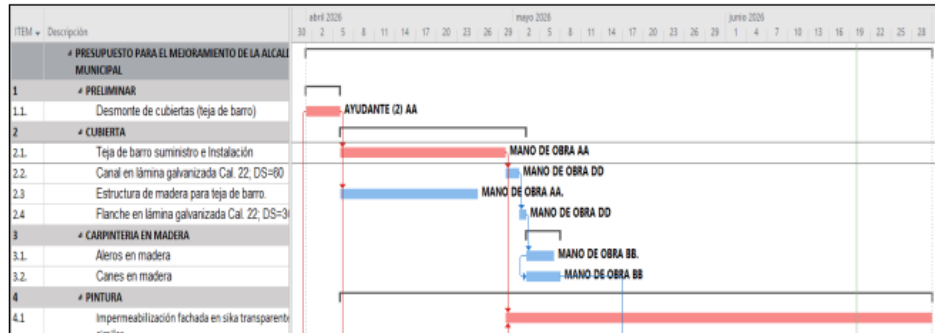 abril 2026 mayo 2026 junio 2026
ITEM Descripción 30 2 5 8 11 14 17 20 23 26 29 2 5 8 11 14 17 20 23 26 29 1 4 7 10 13 16 19 22 25 28
PRESUPUESTO PARA EL MEJORAMIENTO DE LA ALCALI
MUNICIPAL
1 PRELIMINAR
1.1. Desmonte de cubiertas (teja de barro) AYUDANTE (2) AA
2 CUBIERTA
2.1. Teja de barro suministro e Instalación MANO DE OBRA AA
2.2. Canal en lámina galvanizada Cal. 22; DS=60 MANO DE OBRA DD
2.3 Estructura de madera para teja de barro. MANO DE OBRA AA.
2.4 Flanche en lámina galvanizada Cal. 22; DS=3 MANO DE OBRA DD
3 CARPINTERIA EN MADERA
3.1. Aleros en madera MANO DE OBRA BB.
3.2. Canes en madera MANO DE OBRA BB
4 PINTURA
4.1 Impermeabilización fachada en sika transparente